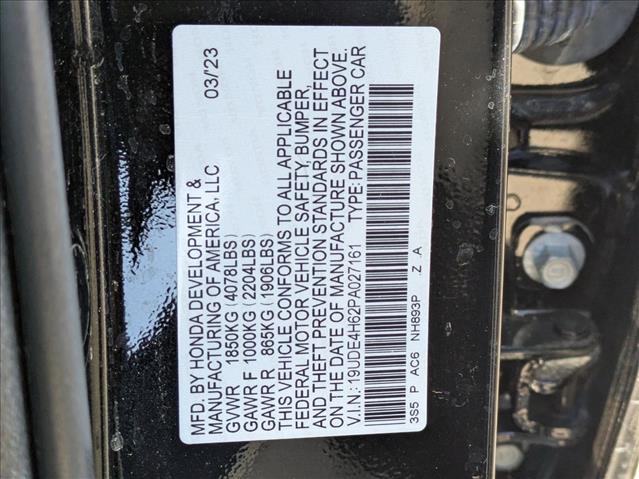 MFD. BY HONDA DEVELOPMENT &
MANUFACTURING OF AMERICA, LLC 03/'23
GVWR 1850KG (4078LBS)
GAWR F 1000KG (2204LBS)
GAWR R 865KG (1906LBS)
THIS VEHICLE CONFORMS TO ALL APPLICABLE
FEDERAL MOTOR VEHICLE SAFETY, BUMPER,
AND THEFT PREVENTION STANDARDS IN EFFECT
ON THE DATE OF MANUFACTURE SHOWN ABOVE.
V.I.N.: 19UDE4H62PA027161 TYPE: PASSENGER CAR
3S5 P AC6 NH893P .Z .A